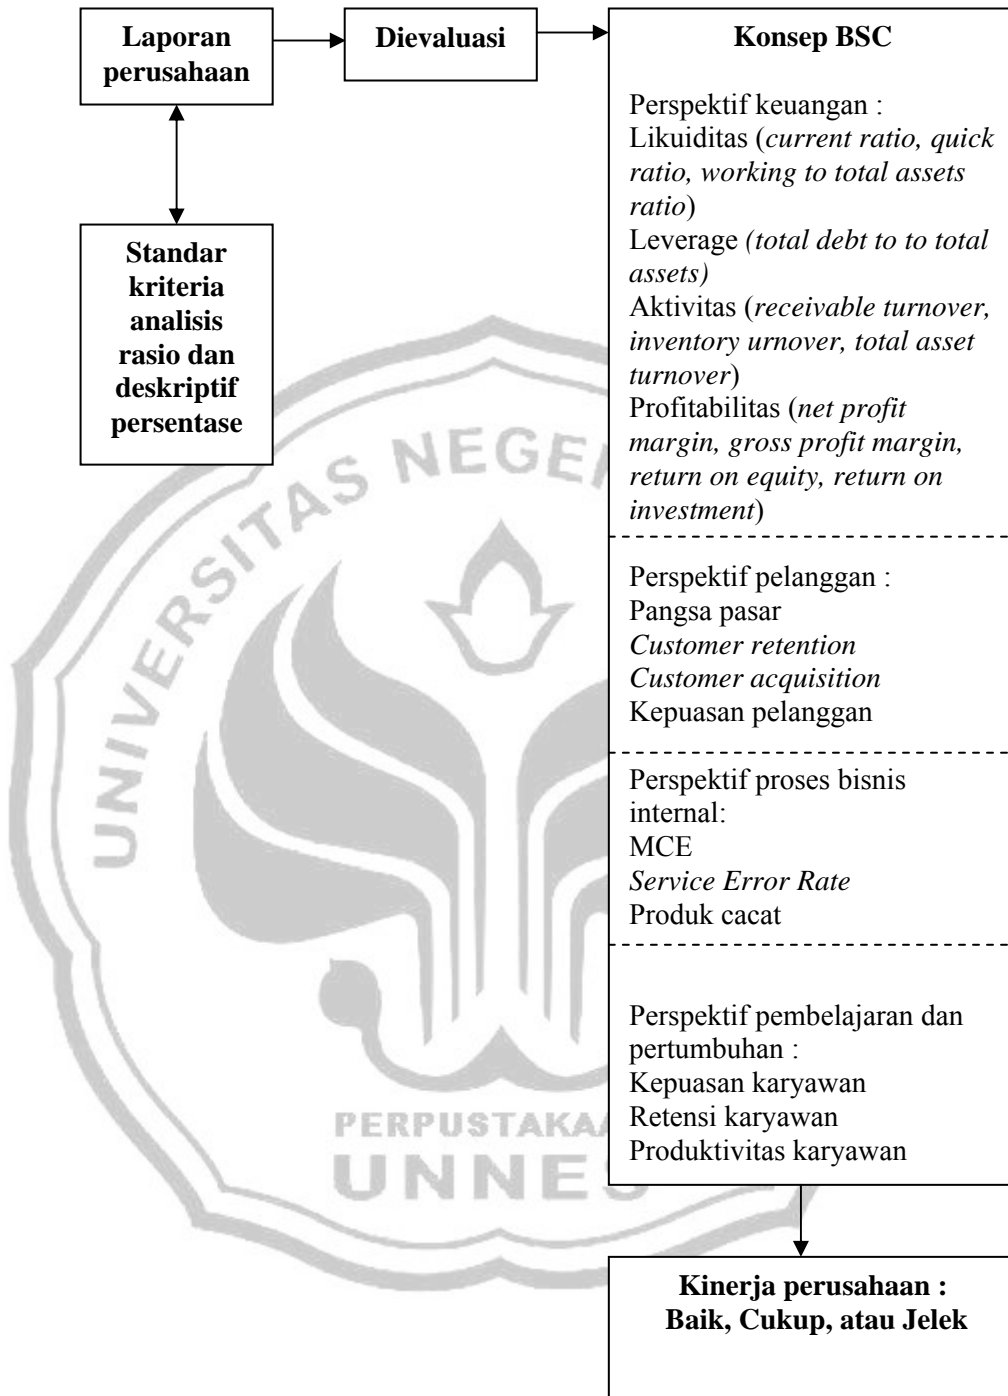 Laporan
perusahaan
Dievaluasi
Konsep BSC
Perspektif keuangan :
Likuiditas (current ratio, quick
ratio, working to total assets
ratio)
Leverage (total debt to to total
assets)
Aktivitas (receivable turnover,
inventory urnover, total asset
turnover)
Profitabilitas (net profit
margin, gross profit margin,
return on equity, return on
investment)
Perspektif pelanggan :
Pangsa pasar
Customer retention
Customer acquisition
Kepuasan pelanggan
Perspektif proses bisnis
internal:
MCE
Service Error Rate
Produk cacat
Perspektif pembelajaran dan
pertumbuhan :
Kepuasan karyawan
Retensi karyawan
Produktivitas karyawan
Standar
kriteria
analisis
rasio dan
deskriptif
persentase
Kinerja perusahaan :
Baik, Cukup, atau Jelek
UNIVERSITAS
UNNES